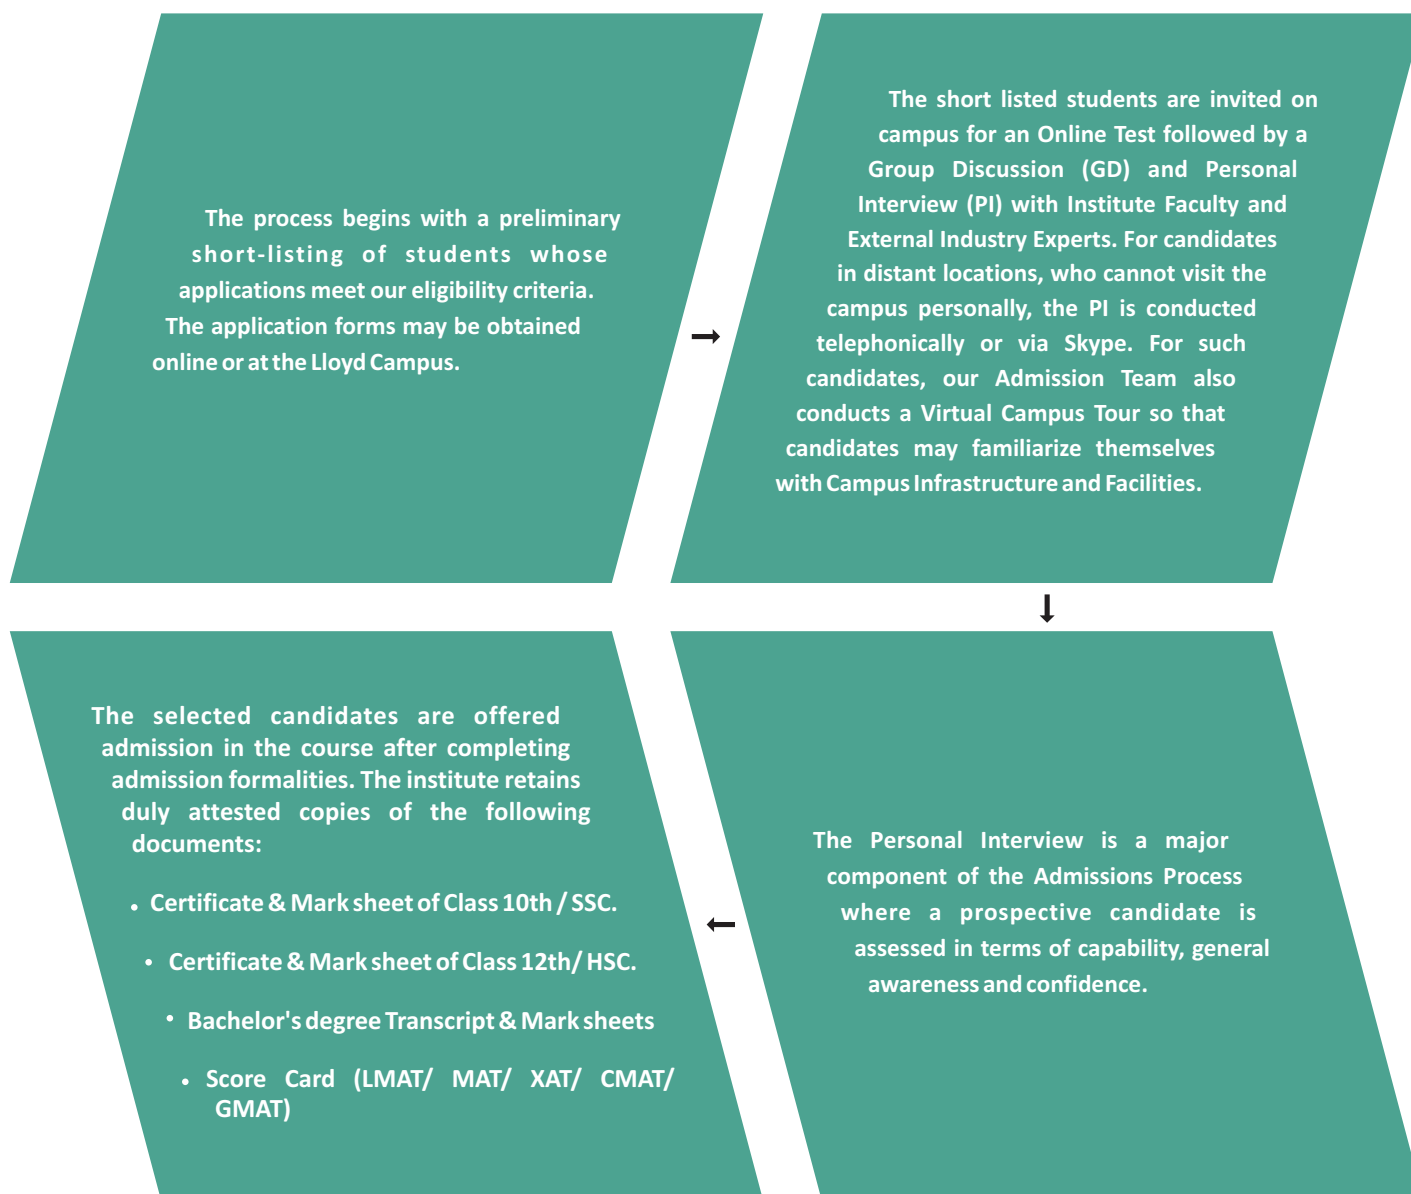 The process begins with a preliminary
short-listing of students whose
applications meet our eligibility criteria.
The application forms may be obtained
online or at the Lloyd Campus.
The short listed students are invited on
campus for an Online Test followed by a
Group Discussion (GD) and Personal
Interview (PI) with Institute Faculty and
External Industry Experts. For candidates
in distant locations, who cannot visit the
campus personally, the PI is conducted
telephonically or via Skype. For such
candidates, our Admission Team also
conducts a Virtual Campus Tour so that
candidates may familiarize themselves
with Campus Infrastructure and Facilities.
The Personal Interview is a major
component of the Admissions Process
where a prospective candidate is
assessed in terms of capability, general
awareness and confidence.
The selected candidates are offered
admission in the course after completing
admission formalities. The institute retains
duly attested copies of the following
documents:
• Certificate & Mark sheet of Class 10th / SSC.
• Certificate & Mark sheet of Class 12th/ HSC.
• Bachelor's degree Transcript & Mark sheets
• Score Card (LMAT/ MAT/ XAT/ CMAT/
GMAT)